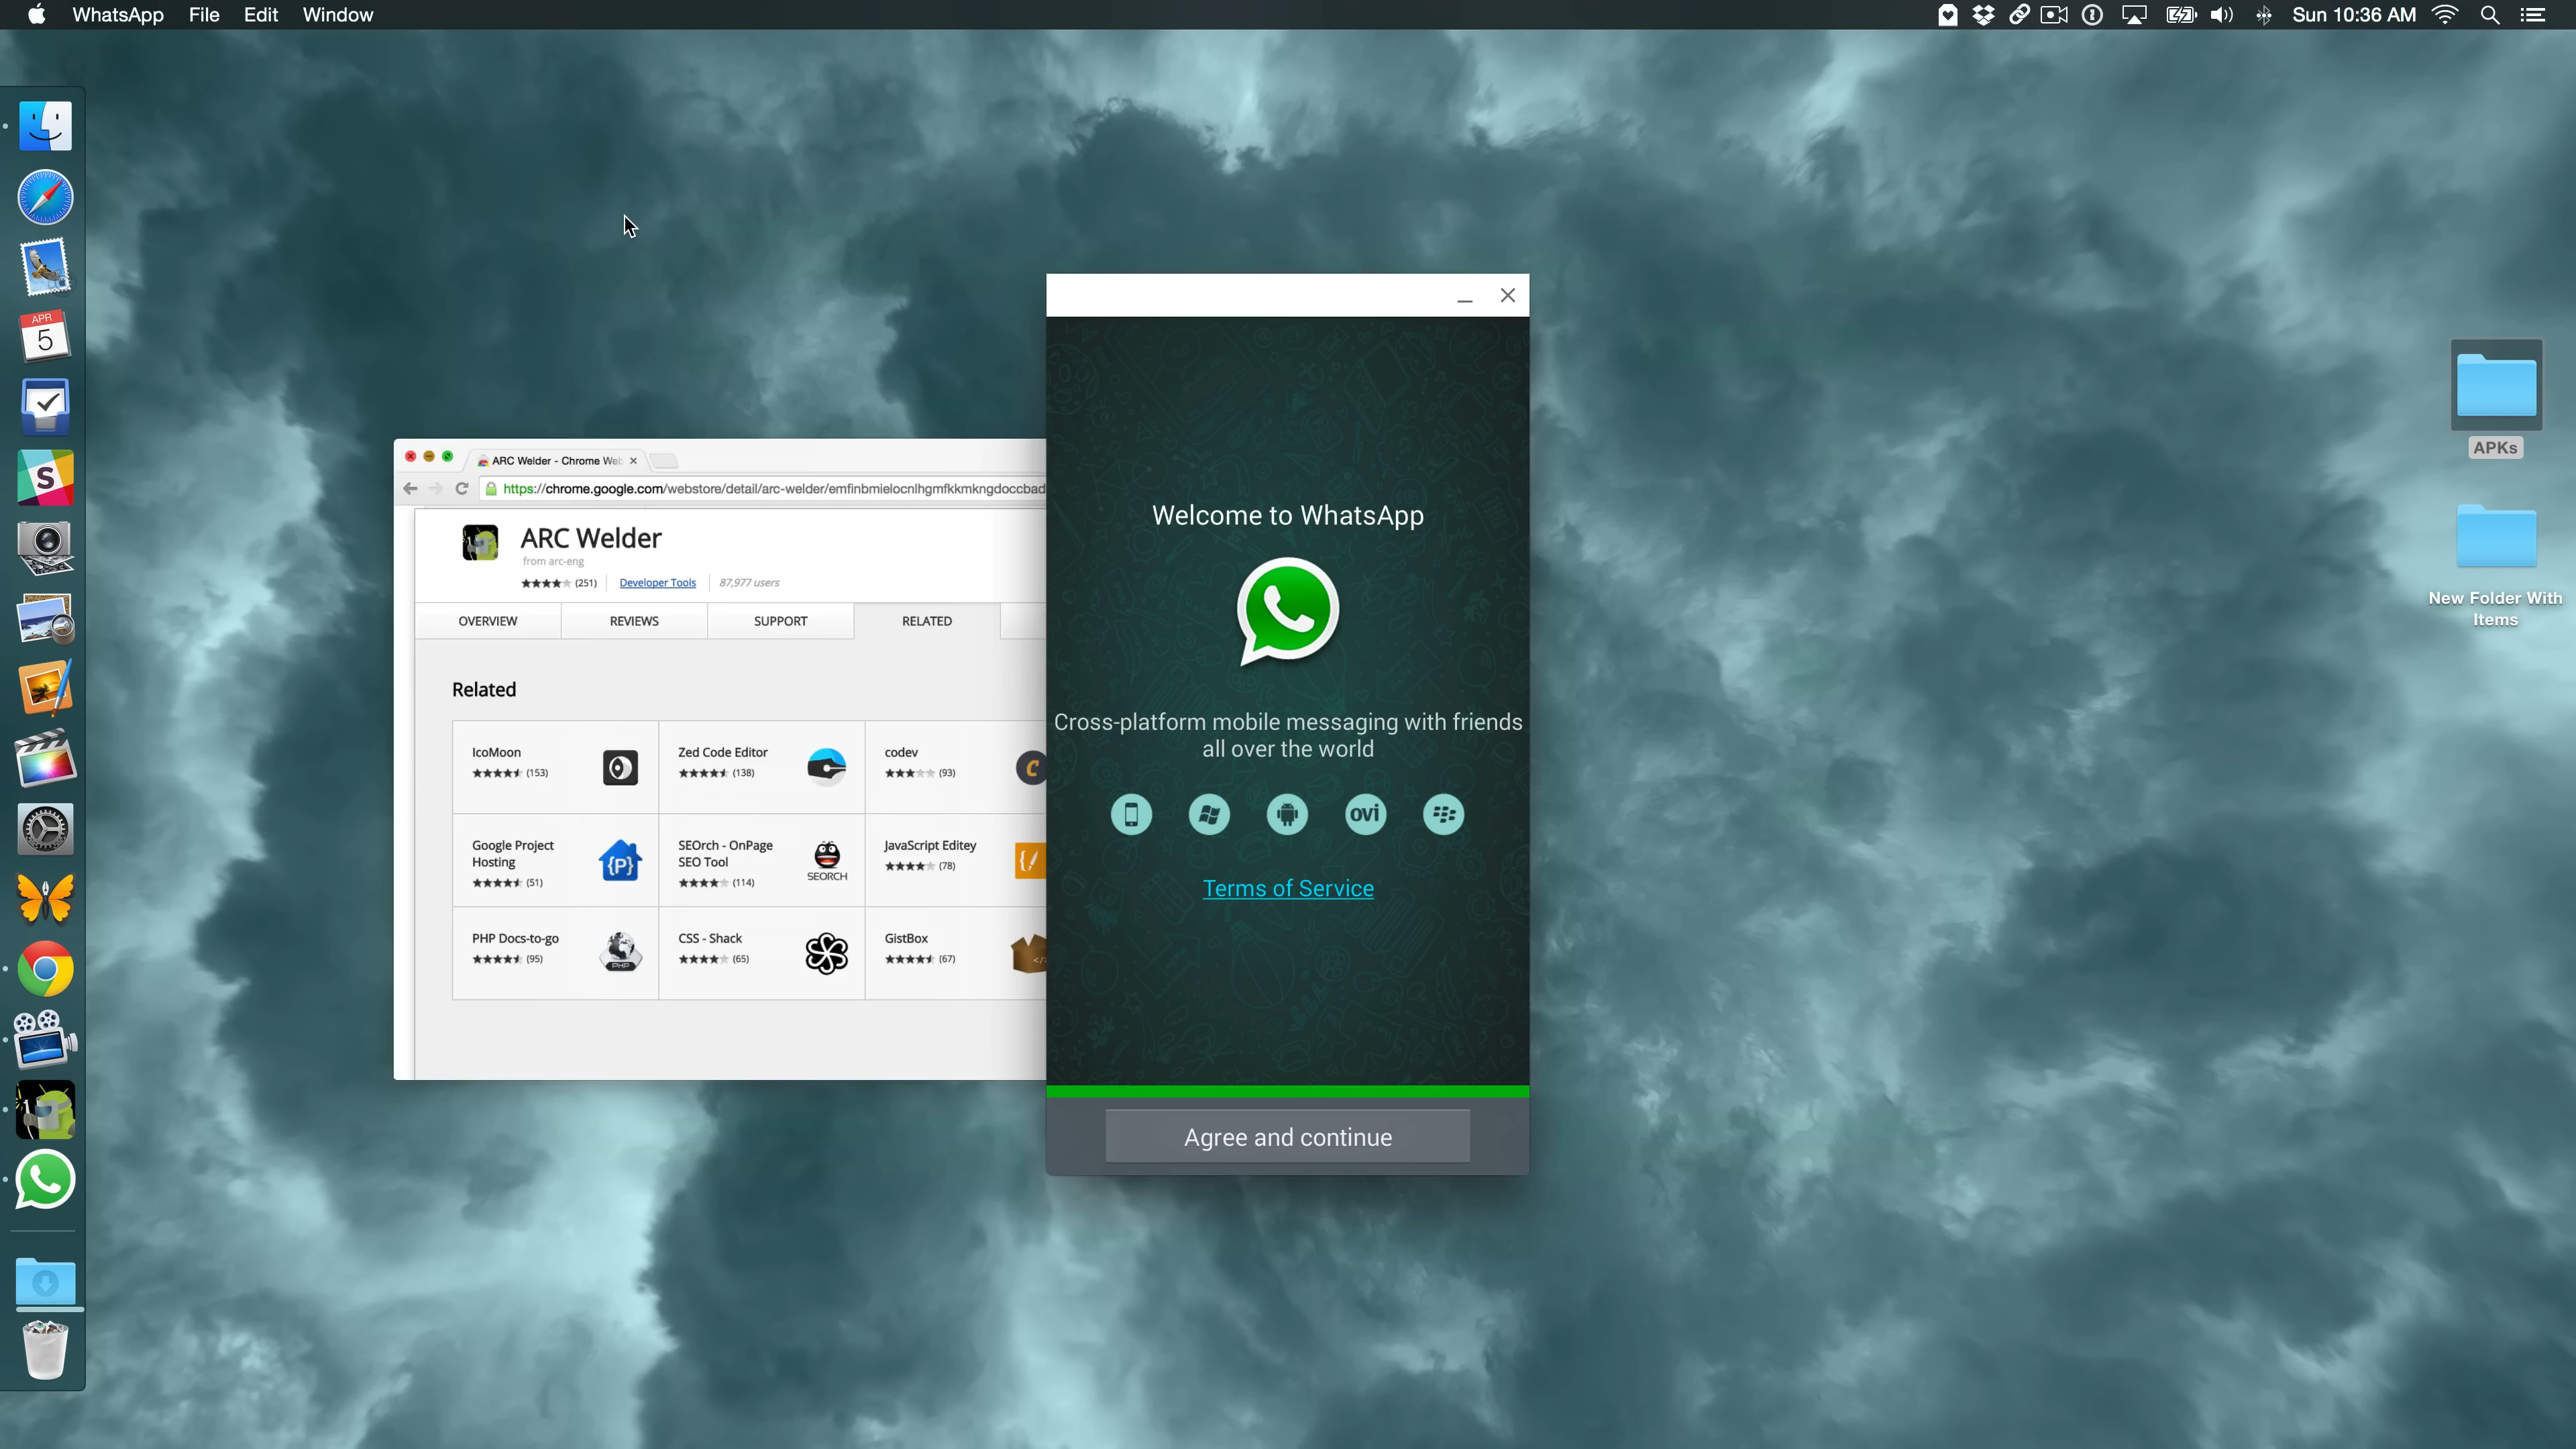 WhatsApp File Edit Window
Sun 10:36 AM
APR
5
S
APKs
New Folder With
Items
ARC Welder - Chrome Web
https://chrome.google.com/webstore/detail/arc-welder/emfinbmielocnlhgmfkkmkngdoccbad
ARC Welder
from arc-eng
(251) Developer Tools 87,977 users
OVERVIEW REVIEWS SUPPORT RELATED
Related
IcoMoon
(153)
Zed Code Editor
(138)
codev
(93)
C
Google Project
Hosting
(51)
{P}
SEOrch - OnPage
SEO Tool
(114)
SEORCH
JavaScript Editey
(78)
PHP Docs-to-go
(95)
PHP
CSS - Shack
(65)
GistBox
(67)
</>
Welcome to WhatsApp
Cross-platform mobile messaging with friends
all over the world
ovi
Terms of Service
Agree and continue